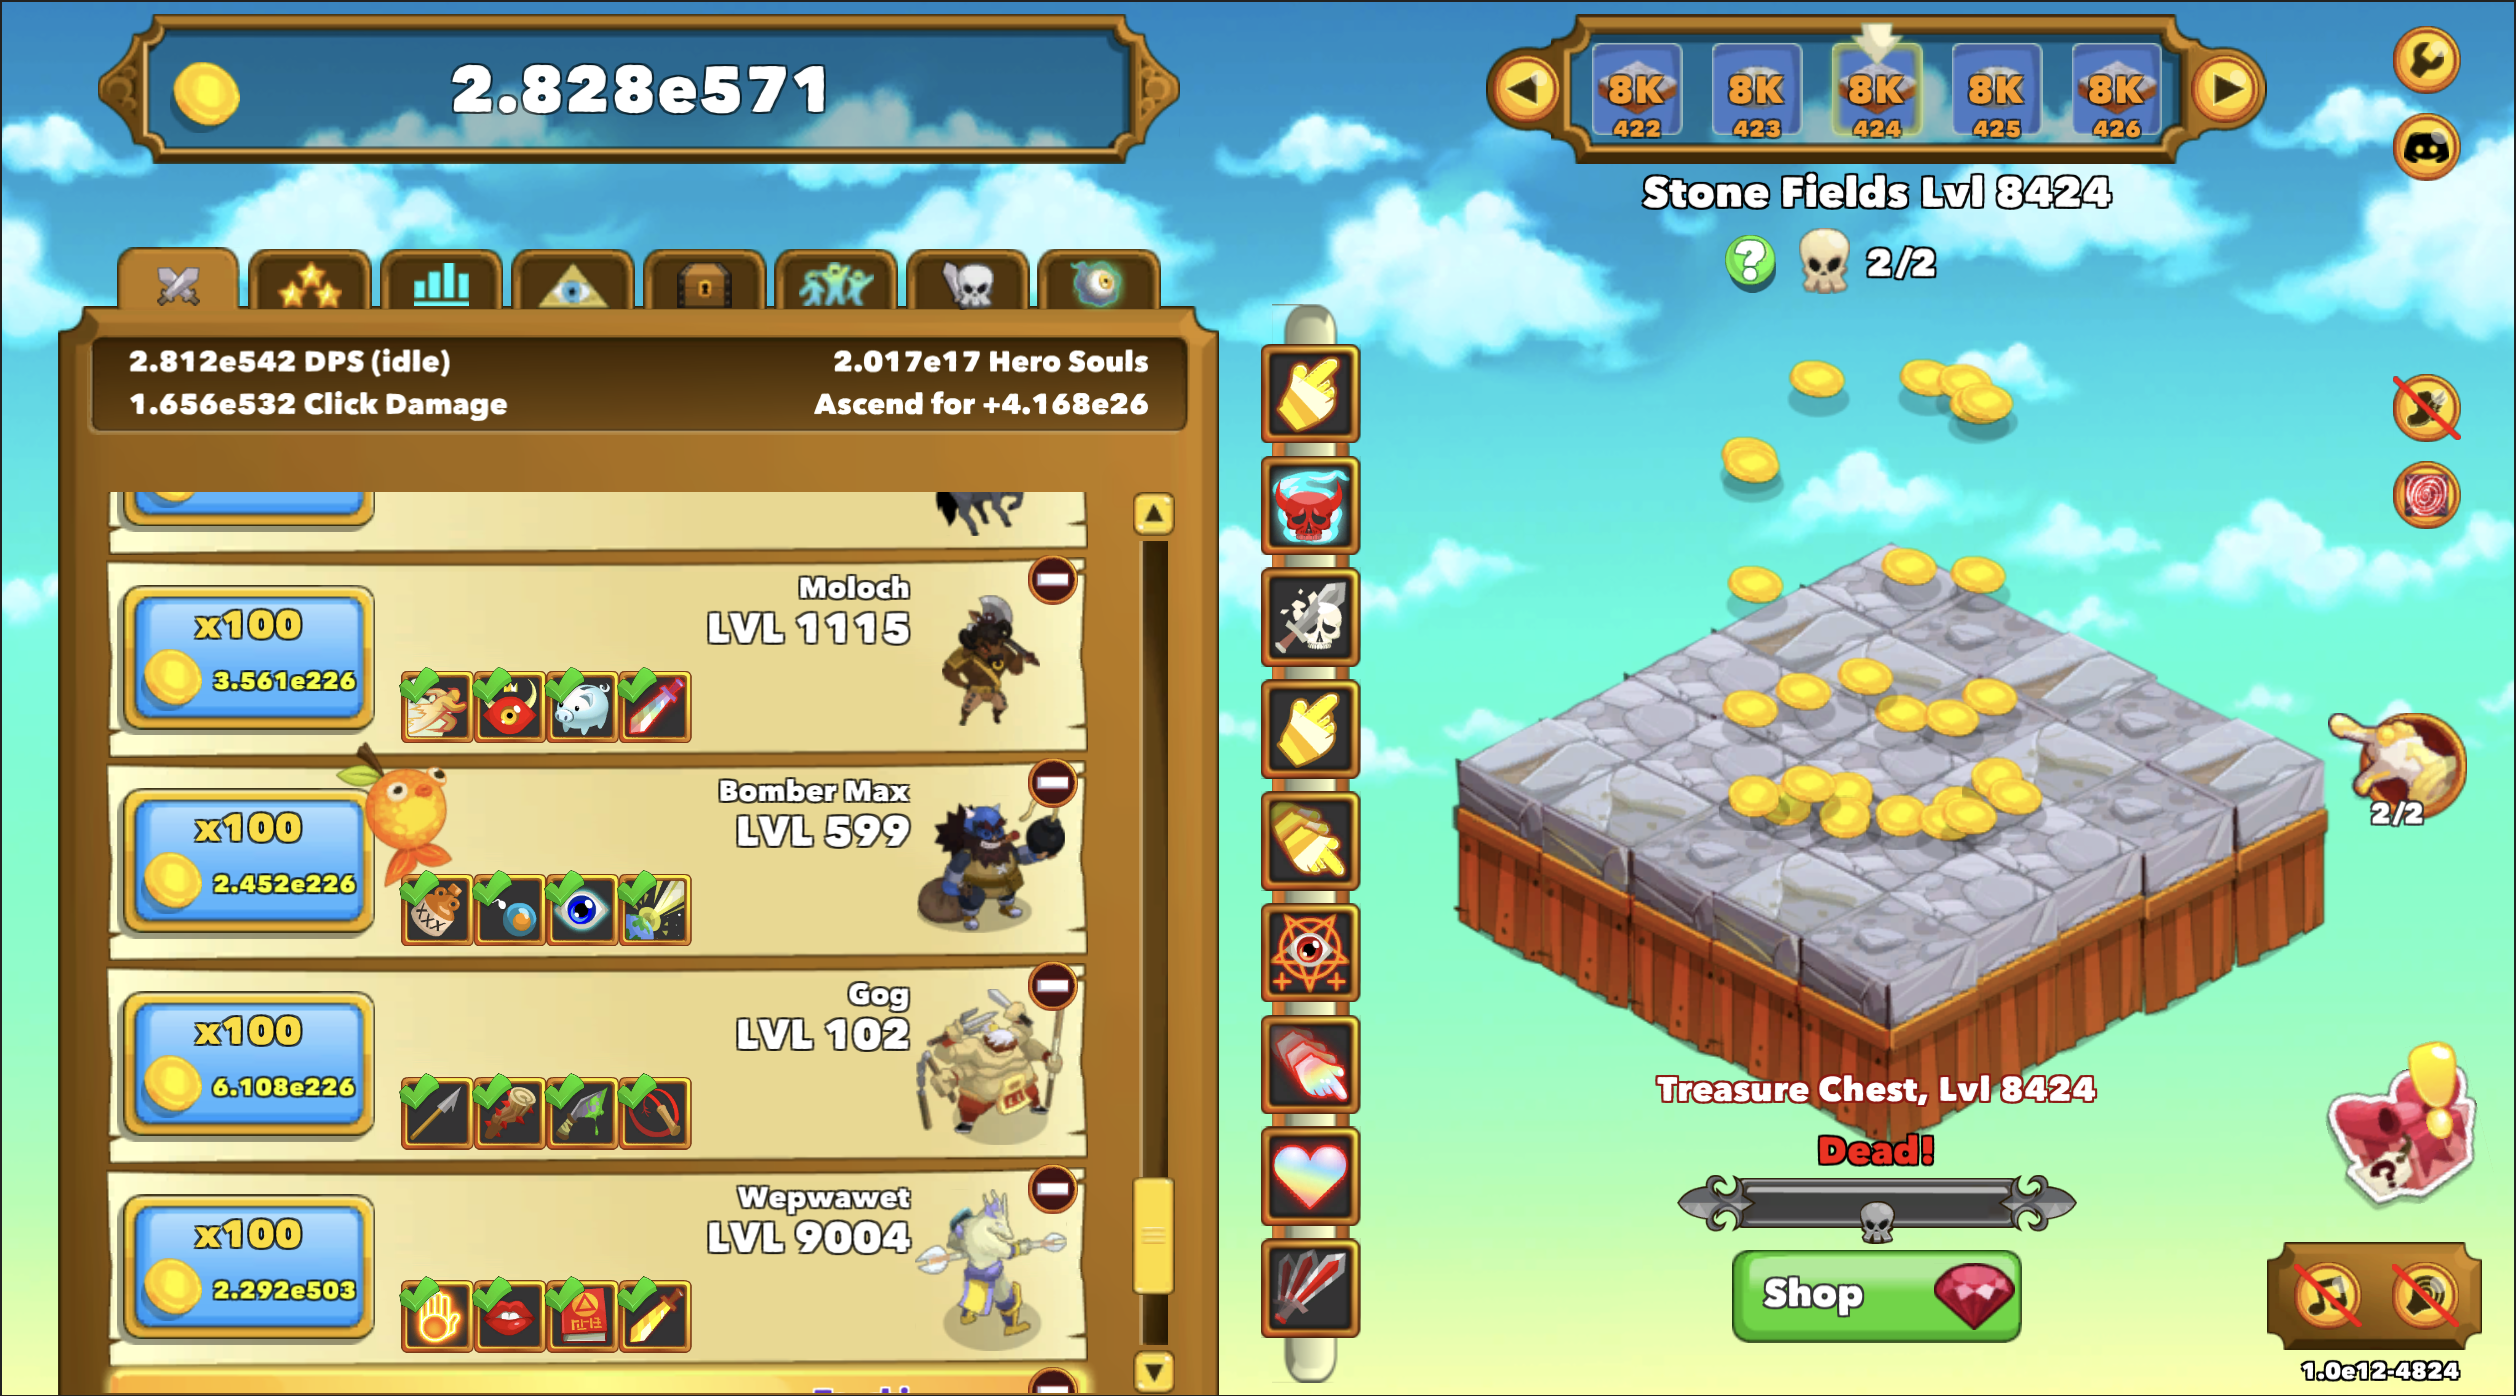 2.828e571
8K
422
8K
423
8K
424
8K
425
8K
426
Stone Fields Lvl 8424
2/2
2.812e542 DPS (idle)
2.017e17 Hero Souls
1.656e532 Click Damage
Ascend for +4.168e26
x100
3.561e226
Moloch
LVL 1115
x100
2.452e226
Bomber Max
LVL 599
x100
6.108e226
Gog
LVL 102
x100
2.292e503
Wepwawet
LVL 9004
2/2
Treasure Chest, Lvl 8424
Dead!
Shop
1.0e12-4824